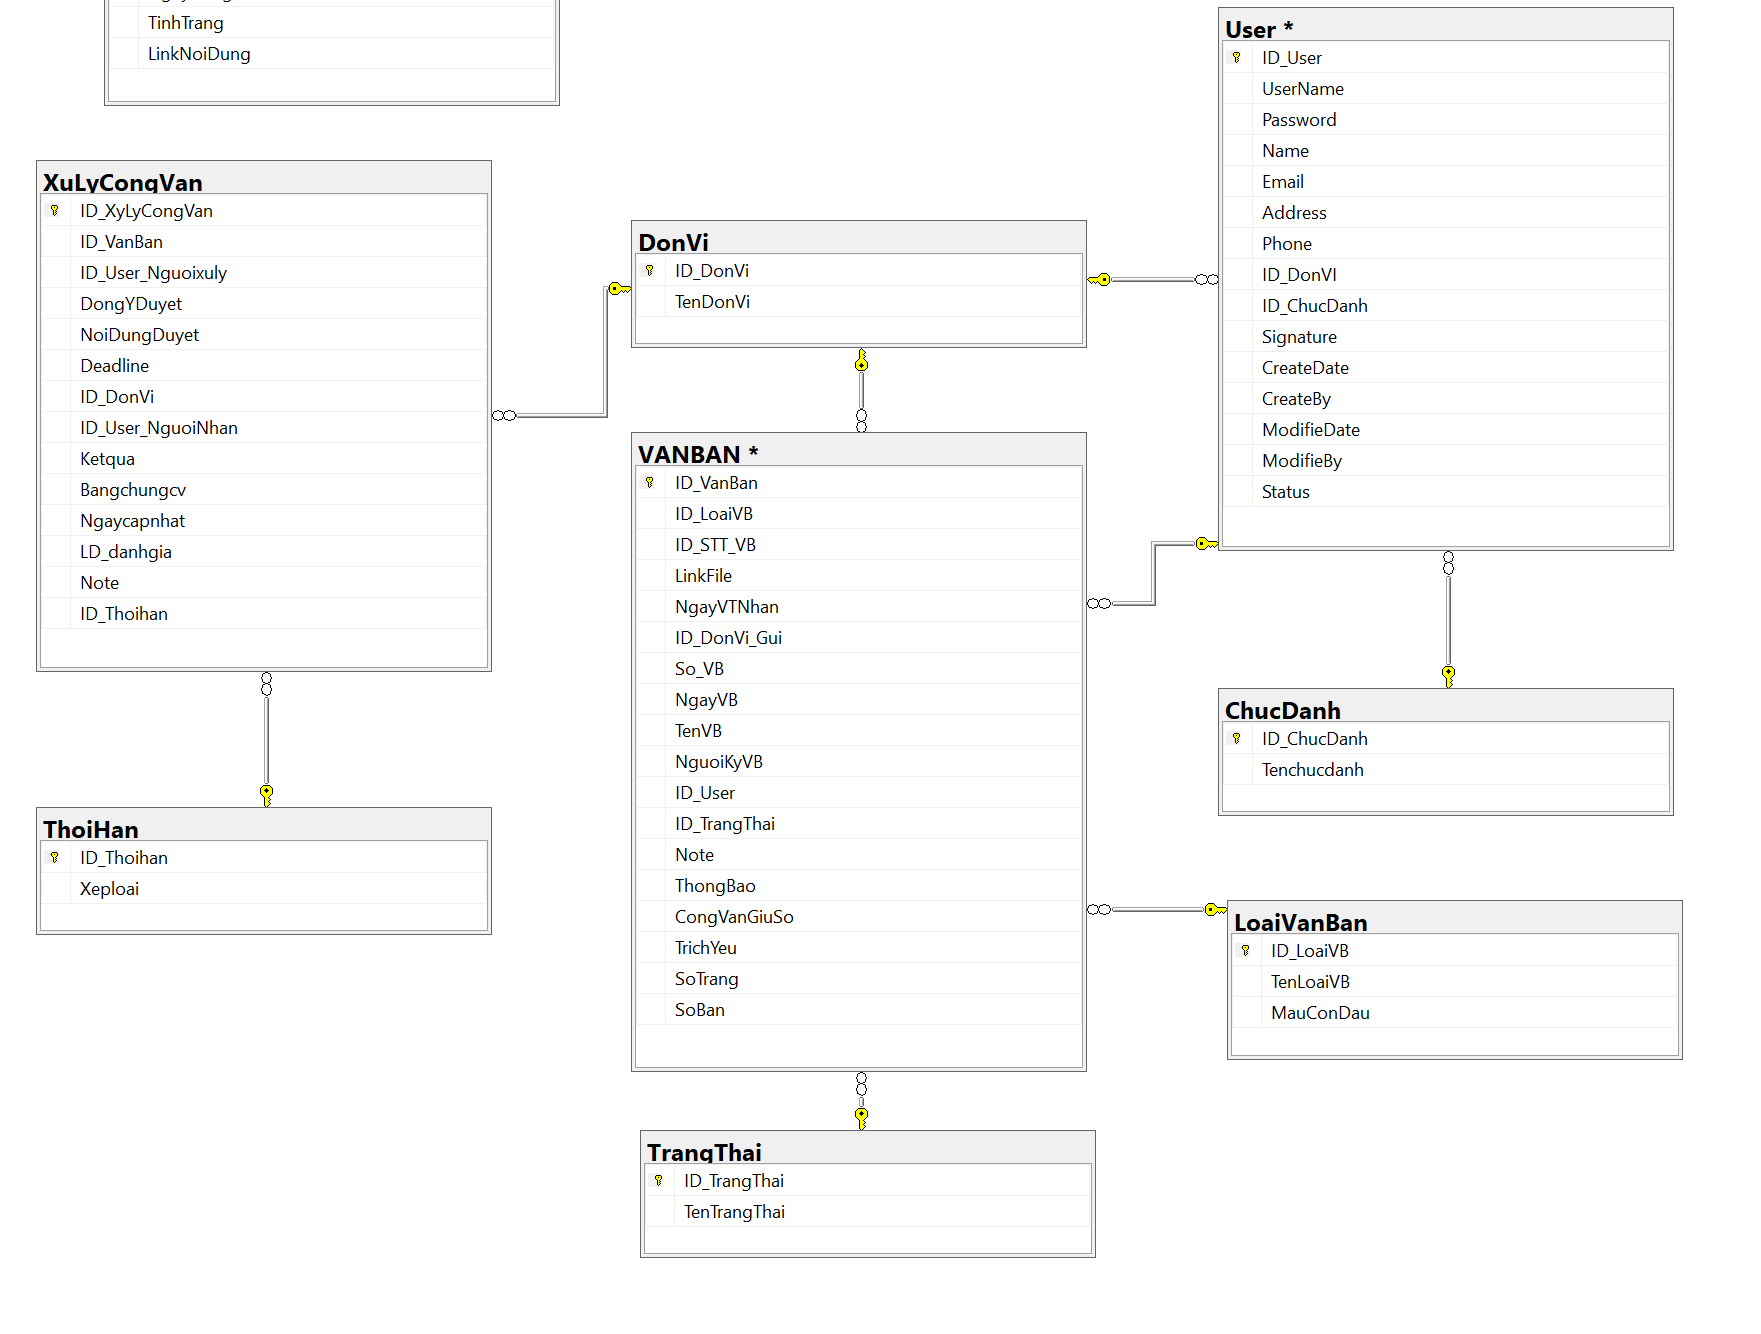 TinhTrang
LinkNoiDung
XuLyCongVan
ID_XyLyCongVan
ID_VanBan
ID_User_Nguoixuly
DongYDuyet
NoiDungDuyet
Deadline
ID_DonVi
ID_User_NguoiNhan
Ketqua
Bangchungcv
Ngaycapnhat
LD_danhgia
Note
ID_Thoihan
ThoiHan
ID_Thoihan
Xeploai
DonVi
ID_DonVi
TenDonVi
VANBAN *
ID_VanBan
ID_LoaiVB
ID_STT_VB
LinkFile
NgayVTNhan
ID_DonVi_Gui
So_VB
NgayVB
TenVB
NguoiKyVB
ID_User
ID_TrangThai
Note
ThongBao
CongVanGiuSo
TrichYeu
SoTrang
SoBan
TrangThai
ID_TrangThai
TenTrangThai
User *
ID_User
UserName
Password
Name
Email
Address
Phone
ID_DonVI
ID_ChucDanh
Signature
CreateDate
CreateBy
ModifieDate
ModifieBy
Status
ChucDanh
ID_ChucDanh
Tenchucdanh
LoaiVanBan
ID_LoaiVB
TenLoaiVB
MauConDau